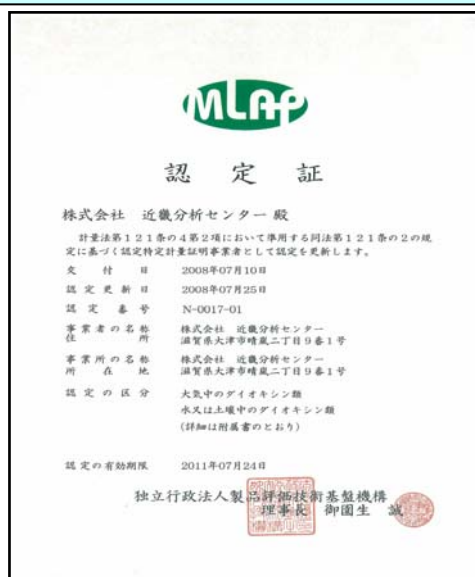 MLAP
認定証
株式会社 近畿分析センター 殿
計量法第121条の4第2項において準用する同法第121条の2の規
定に基づく認定特定計量証明事業者として認定を更新します。
交付日 2008年07月10日
認定更新日 2008年07月25日
認定番号 N-0017-01
事業者の名称 株式会社 近畿分析センター
住所 滋賀県大津市晴嵐二丁目9番1号
事業所の名称 株式会社 近畿分析センター
所在地 滋賀県大津市晴嵐二丁目9番1号
認定の区分 大気中のダイオキシン類
水又は土壌中のダイオキシン類
(詳細は附属書のとおり)
認定の有効期限 2011年07月24日
独立行政法人製品評価技術基盤機構
理事長 御園生 誠